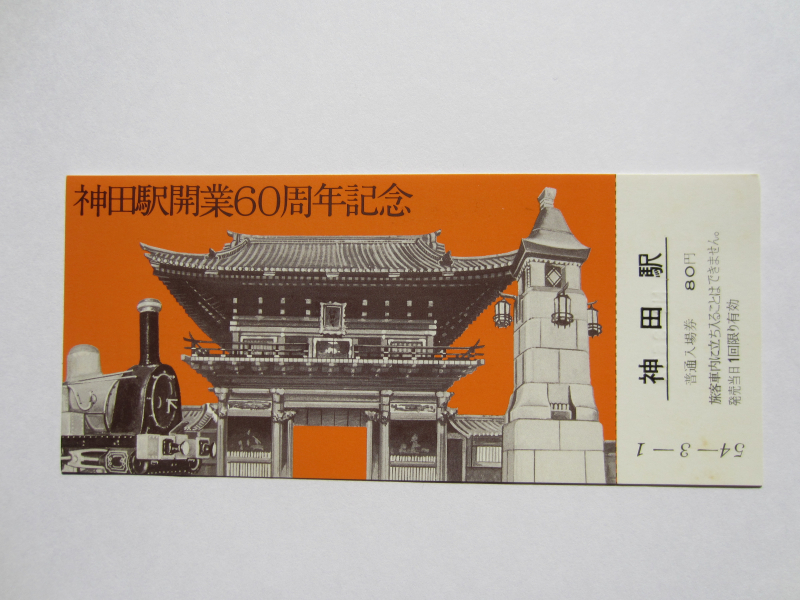 神田駅開業60周年記念
神田駅
普通入場券 80円
旅客車内に立ち入ることはできません。
発売当日1回限り有効
54-3-1